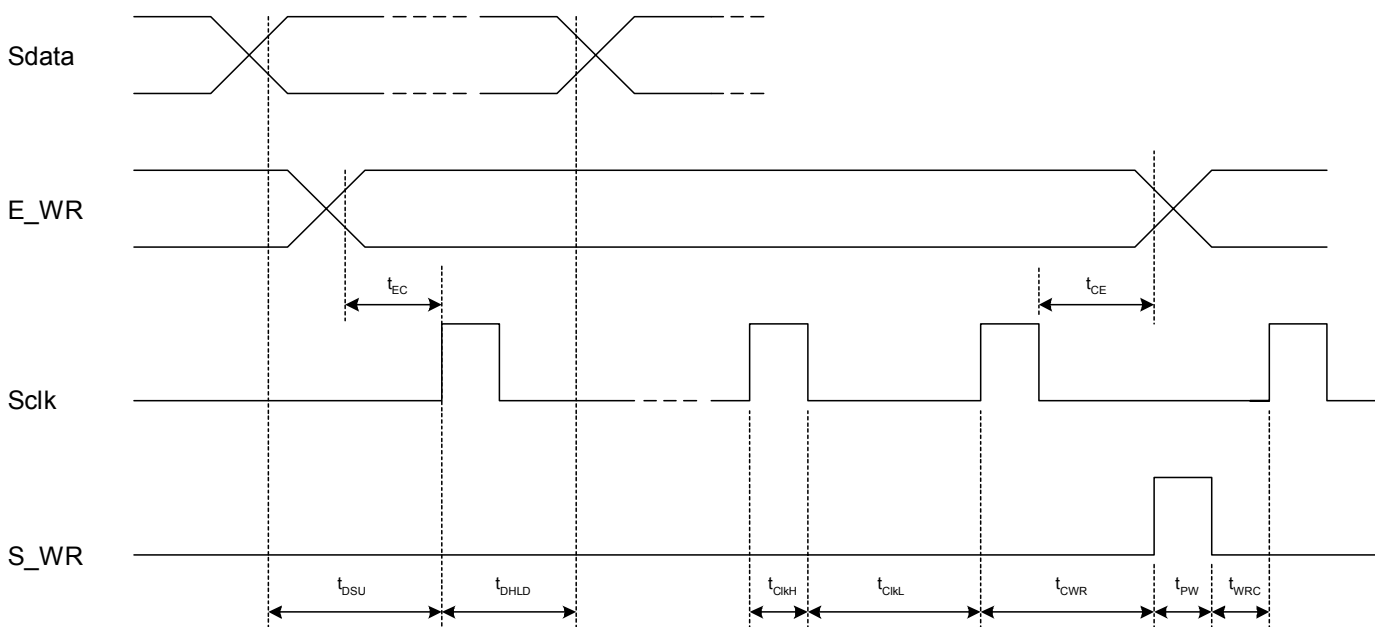 Sdata
E_WR
tEC
tCE
Sclk
S_WR
tDSU tDHLD tClkH tClkL tCWR tPW tWRC